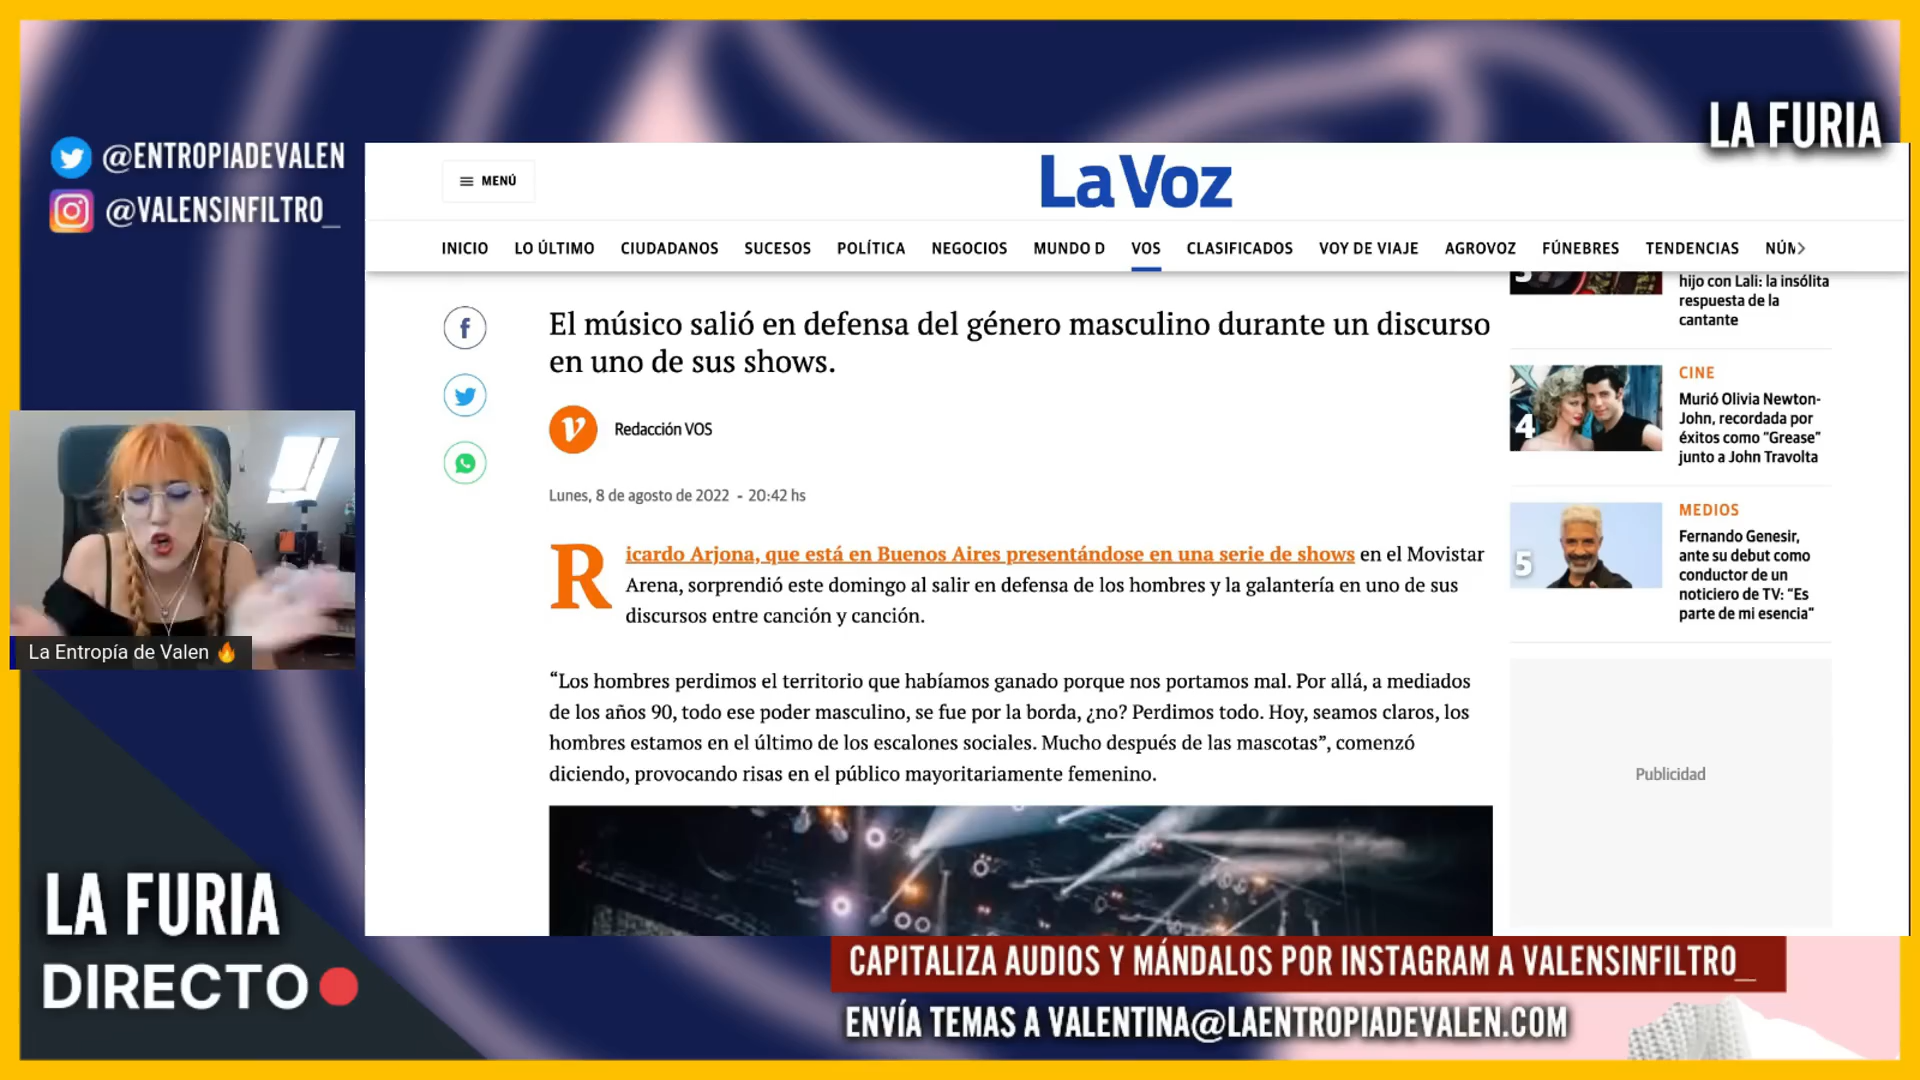 LA FURIA
@ENTROPIADEVALEN
@VALENSINFILTRO_
MENÚ
La Voz
INICIO LO ÚLTIMO CIUDADANOS SUCESOS POLÍTICA NEGOCIOS MUNDO D VOS CLASIFICADOS VOY DE VIAJE AGROVOZ FÚNEBRES TENDENCIAS
El músico salió en defensa del género masculino durante un discurso
en uno de sus shows.
Redacción VOS
Lunes, 8 de agosto de 2022 - 20:42 hs
Ricardo Arjona, que está en Buenos Aires presentándose en una serie de shows en el Movistar
Arena, sorprendió este domingo al salir en defensa de los hombres y la galantería en uno de sus
discursos entre canción y canción.
“Los hombres perdimos el territorio que habíamos ganado porque nos portamos mal. Por allá, a mediados
de los años 90, todo ese poder masculino, se fue por la borda, ¿no? Perdimos todo. Hoy, seamos claros, los
hombres estamos en el último de los escalones sociales. Mucho después de las mascotas”, comenzó
diciendo, provocando risas en el público mayoritariamente femenino.
hijo con Lali: la insólita
respuesta de la
cantante
4
CINE
Murió Olivia Newton-
John, recordada por
éxitos como “Grease”
junto a John Travolta
5
MEDIOS
Fernando Genesir,
ante su debut como
conductor de un
noticiero de TV: “Es
parte de mi esencia”
Publicidad
La Entropía de Valen
LA FURIA
DIRECTO
CAPITALIZA AUDIOS Y MÁNDALOS POR INSTAGRAM A VALENSINFILTRO_
ENVÍA TEMAS A VALENTINA@LAENTROPIADEVALEN.COM